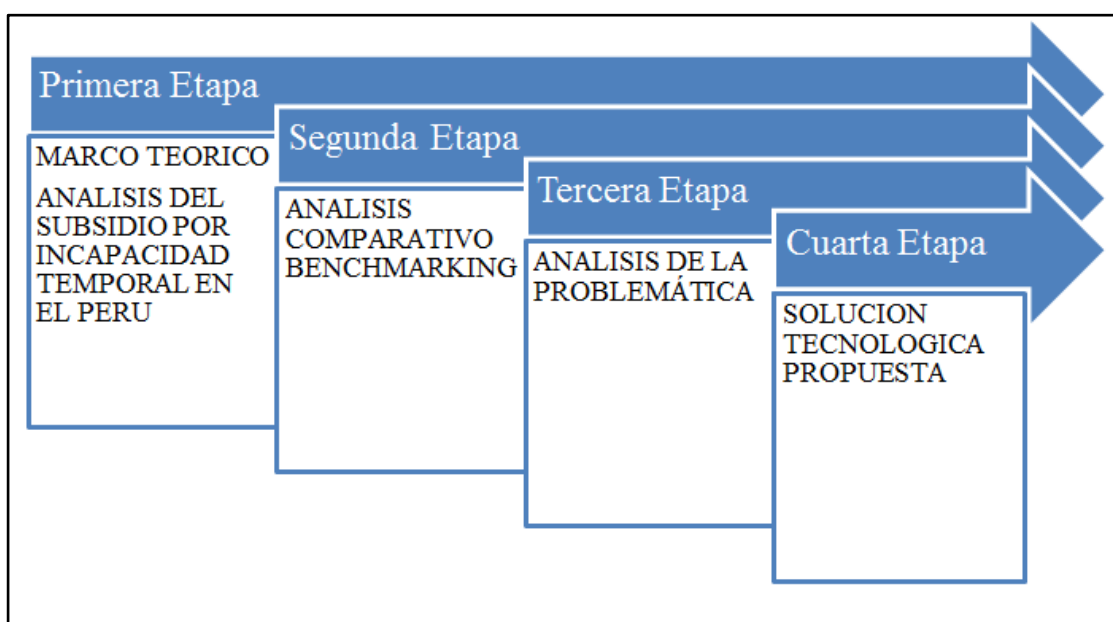 Primera Etapa
MARCO TEORICO
ANALISIS DEL
SUBSIDIO POR
INCAPACIDAD
TEMPORAL EN
EL PERU
Segunda Etapa
ANALISIS
COMPARATIVO
BENCHMARKING
Tercera Etapa
ANALISIS DE LA
PROBLEMÁTICA
Cuarta Etapa
SOLUCION
TECNOLOGICA
PROPUESTA